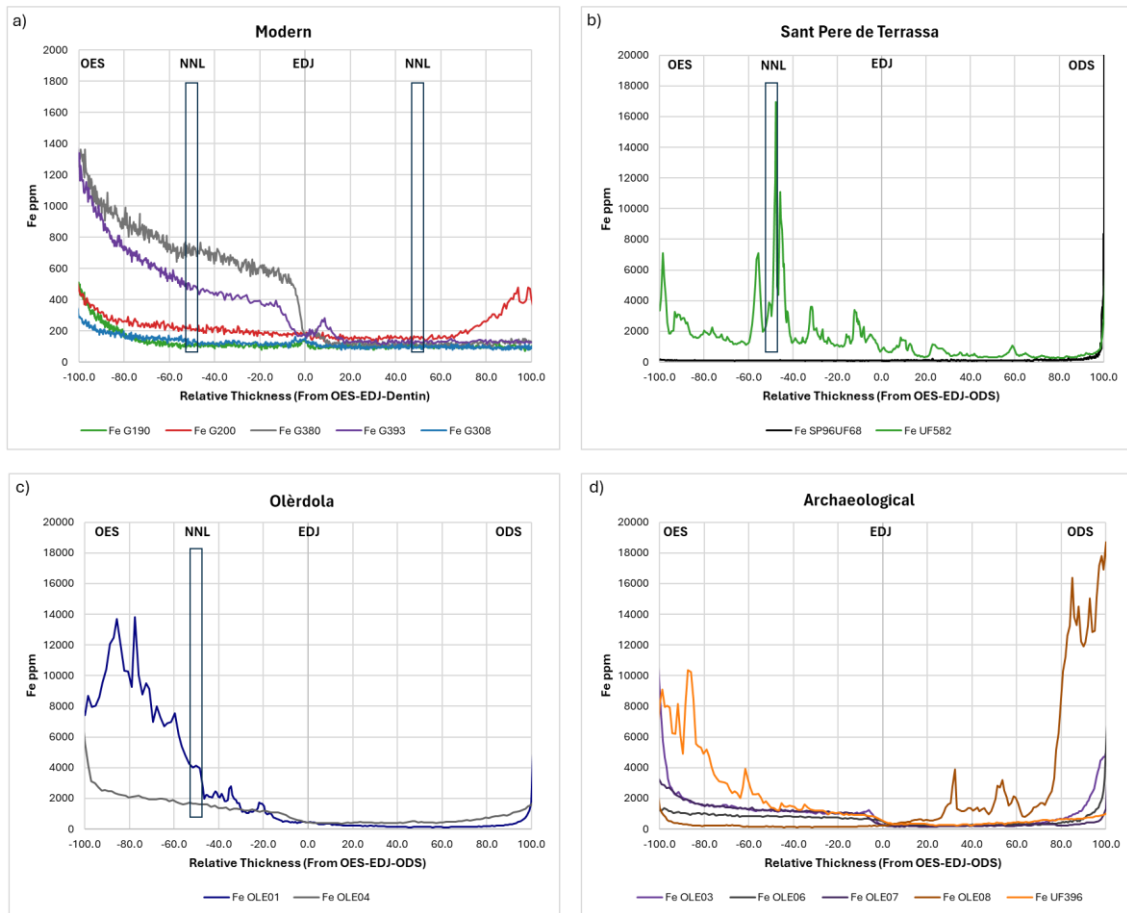 a)
Modern
2000
1800
1600
1400
1200
1000
800
600
400
200
0
Fe ppm
OES
NNL
EDJ
NNL
-100.0 -80.0 -60.0 -40.0 -20.0 0.0 20.0 40.0 60.0 80.0 100.0
Relative Thickness (From OES-EDJ-Dentin)
Fe G190 Fe G200 Fe G380 Fe G393 Fe G308
b)
Sant Pere de Terrassa
20000
18000
16000
14000
12000
10000
8000
6000
4000
2000
0
Fe ppm
OES
NNL
EDJ
ODS
-100.0 -80.0 -60.0 -40.0 -20.0 0.0 20.0 40.0 60.0 80.0 100.0
Relative Thickness (From OES-EDJ-ODS)
Fe SP96UF68 Fe UF582
c)
Olèrdola
20000
18000
16000
14000
12000
10000
8000
6000
4000
2000
0
Fe ppm
OES
NNL
EDJ
ODS
-100.0 -80.0 -60.0 -40.0 -20.0 0.0 20.0 40.0 60.0 80.0 100.0
Relative Thickness (From OES-EDJ-ODS)
Fe OLE01 Fe OLE04
d)
Archaeological
20000
18000
16000
14000
12000
10000
8000
6000
4000
2000
0
Fe ppm
OES
EDJ
ODS
-100.0 -80.0 -60.0 -40.0 -20.0 0.0 20.0 40.0 60.0 80.0 100.0
Relative Thickness (From OES-EDJ-ODS)
Fe OLE03 Fe OLE06 Fe OLE07 Fe OLE08 Fe UF396